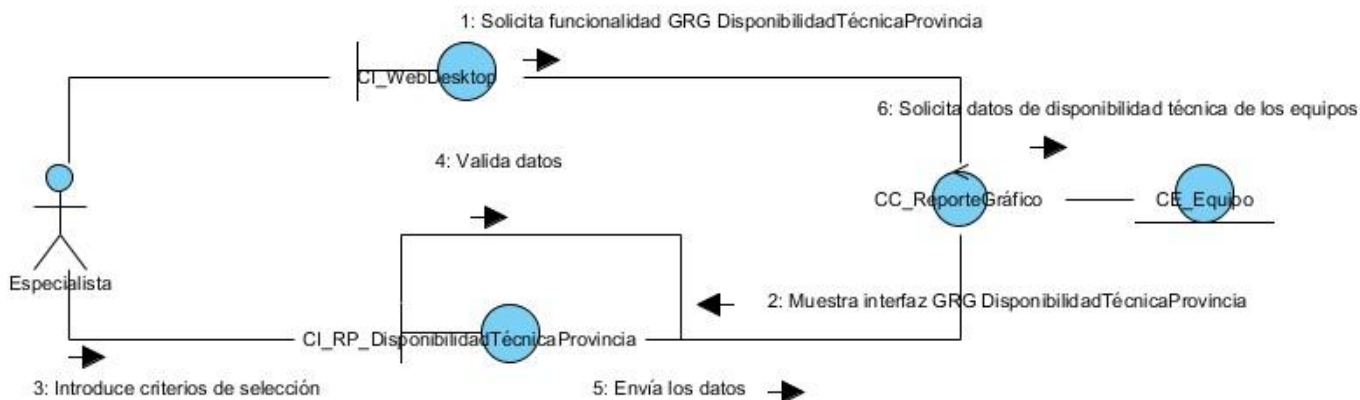 1: Solicita funcionalidad GRG DisponibilidadTécnicaProvincia
CI_WebDesktop
6: Solicita datos de disponibilidad técnica de los equipos
4: Valida datos
CC_ReporteGráfico
CE_Equipo
Especialista
2: Muestra interfaz GRG DisponibilidadTécnicaProvincia
CI_RP_DisponibilidadTécnicaProvincia
3: Introduce criterios de selección
5: Envía los datos